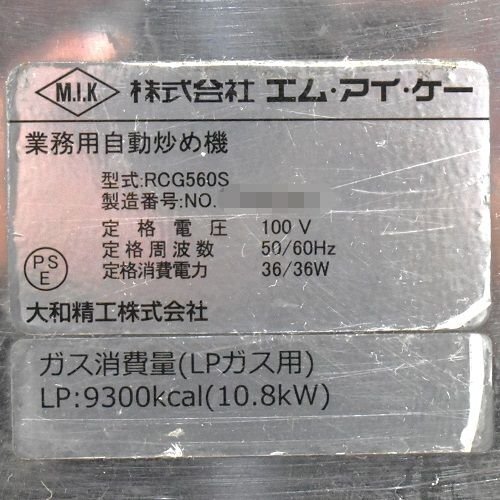 M.I.K 株式会社 エム・アイ・ケー
業務用自動炒め機
型式:RCG560S
製造番号:NO.
定格電圧 100 V
定格周波数 50/60Hz
定格消費電力 36/36W
PS
E
大和精工株式会社
ガス消費量(LPガス用)
LP:9300kcal(10.8kW)